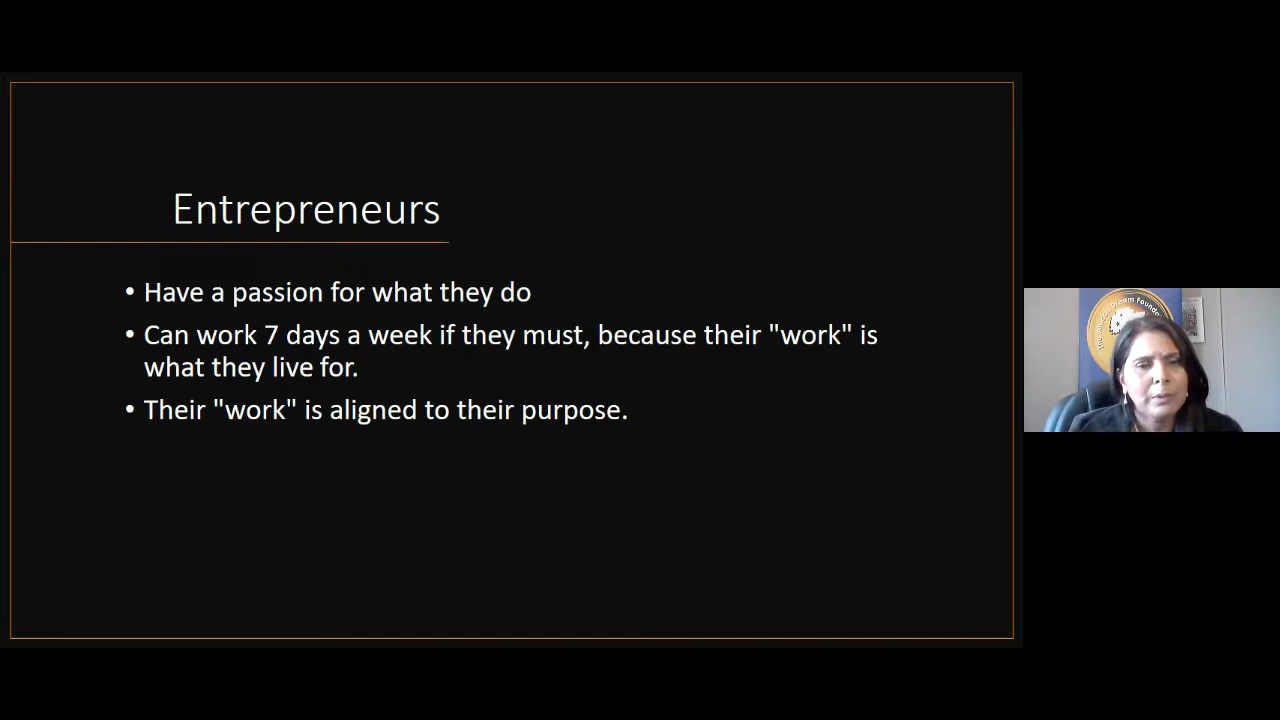 Entrepreneurs
• Have a passion for what they do
• Can work 7 days a week if they must, because their "work" is
what they live for.
• Their "work" is aligned to their purpose.
Dream